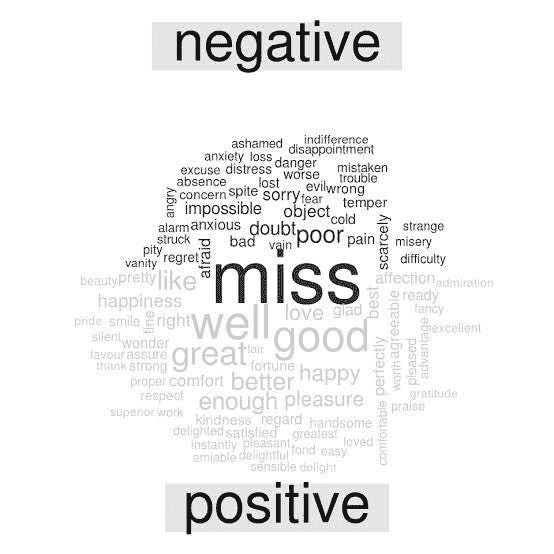 negative
ashamed indifference
anxiety loss disappointment
excuse distress danger mistaken
absence lost worse trouble
angry concern spite sorry evil wrong
fear temper
impossible object cold
alarm anxious doubt poor scarcely strange
struck bad vain pain misery
pity regret afraid difficulty
vanity miss
beauty pretty like affection admiration
happiness love glad best ready
pride smile fine right well agreeable fancy
silent good excellent
wonder great fair advantage
favour assure
thank strong fortune happy perfectly worth pleased
proper comfort better
respect enough pleasure gratitude
superior work praise
kindness regard handsome comfortable
delighted satisfied greatest
instantly pleasant loved
amiable delightful fond easy
sensible delight
positive